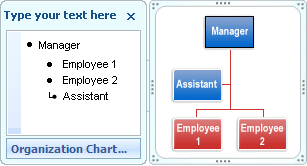 Type your text here
Manager
Employee 1
Employee 2
Assistant
Organization Chart...
Manager
Assistant
Employee
1
Employee
2